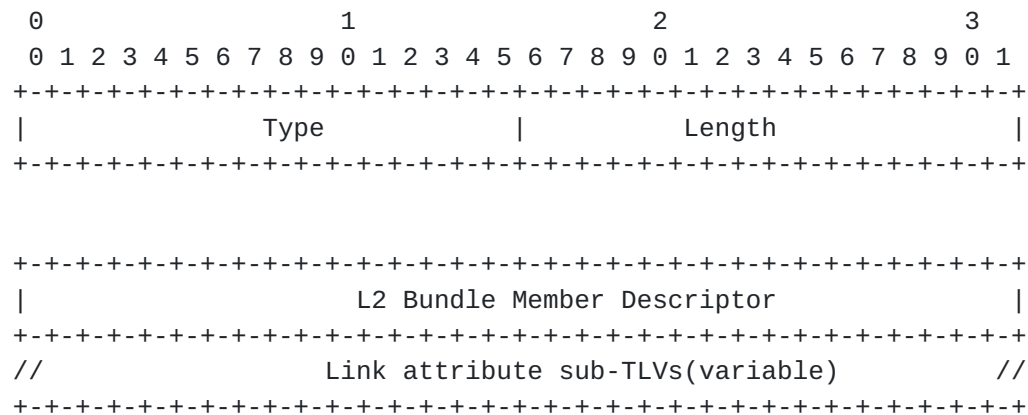 0                   1                   2                   3
 0 1 2 3 4 5 6 7 8 9 0 1 2 3 4 5 6 7 8 9 0 1 2 3 4 5 6 7 8 9 0 1
+-+-+-+-+-+-+-+-+-+-+-+-+-+-+-+-+-+-+-+-+-+-+-+-+-+-+-+-+-+-+-+-+
|               Type            |          Length               |
+-+-+-+-+-+-+-+-+-+-+-+-+-+-+-+-+-+-+-+-+-+-+-+-+-+-+-+-+-+-+-+-+
+-+-+-+-+-+-+-+-+-+-+-+-+-+-+-+-+-+-+-+-+-+-+-+-+-+-+-+-+-+-+-+-+
|                     L2 Bundle Member Descriptor               |
+-+-+-+-+-+-+-+-+-+-+-+-+-+-+-+-+-+-+-+-+-+-+-+-+-+-+-+-+-+-+-+-+
//                  Link attribute sub-TLVs(variable)          //
+-+-+-+-+-+-+-+-+-+-+-+-+-+-+-+-+-+-+-+-+-+-+-+-+-+-+-+-+-+-+-+-+